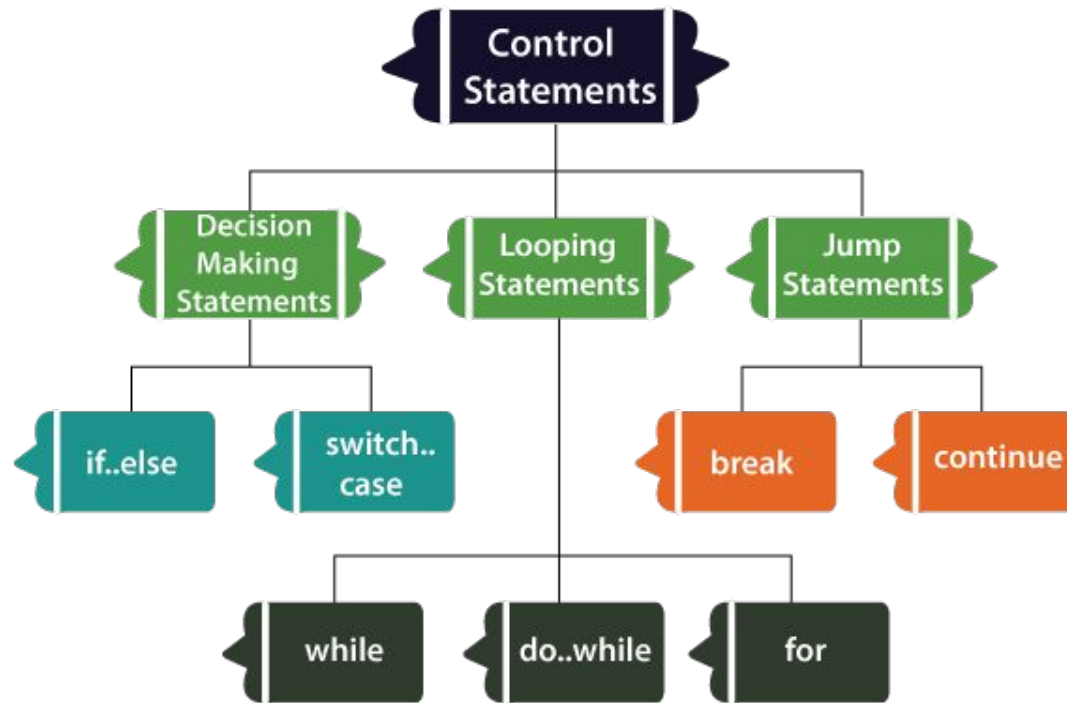 Control
Statements
Decision
Making
Statements
Looping
Statements
Jump
Statements
if..else
switch..
case
break
continue
while
do..while
for